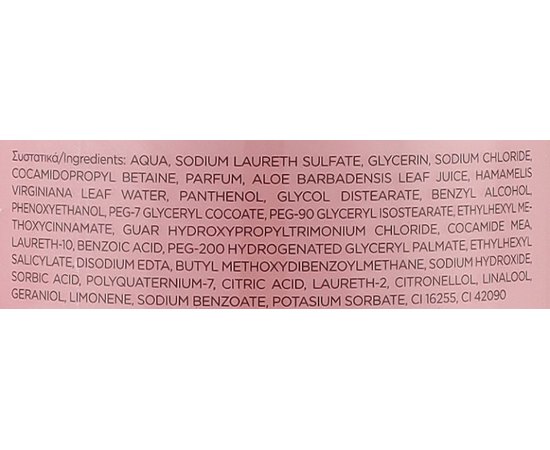 Συστατικά/Ingredients: AQUA, SODIUM LAURETH SULFATE, GLYCERIN, SODIUM CHLORIDE,
COCAMIDOPROPYL BETAINE, PARFUM, ALOE BARBADENSIS LEAF JUICE, HAMAMELIS
VIRGINIANA LEAF WATER, PANTHENOL, GLYCOL DISTEARATE, BENZYL ALCOHOL,
PHENOXYETHANOL, PEG-7 GLYCERYL COCOATE, PEG-90 GLYCERYL ISOSTEARATE, ETHYLHEXYL ME-
THOXYCINNAMATE, GUAR HYDROXYPROPYLTRIMONIUM CHLORIDE, COCAMIDE MEA,
LAURETH-10, BENZOIC ACID, PEG-200 HYDROGENATED GLYCERYL PALMATE, ETHYLHEXYL
SALICYLATE, DISODIUM EDTA, BUTYL METHOXYDIBENZOYLMETHANE, SODIUM HYDROXIDE,
SORBIC ACID, POLYQUATERNIUM-7, CITRIC ACID, LAURETH-2, CITRONELLOL, LINALOOL,
GERANIOL, LIMONENE, SODIUM BENZOATE, POTASIUM SORBATE, CI 16255, CI 42090